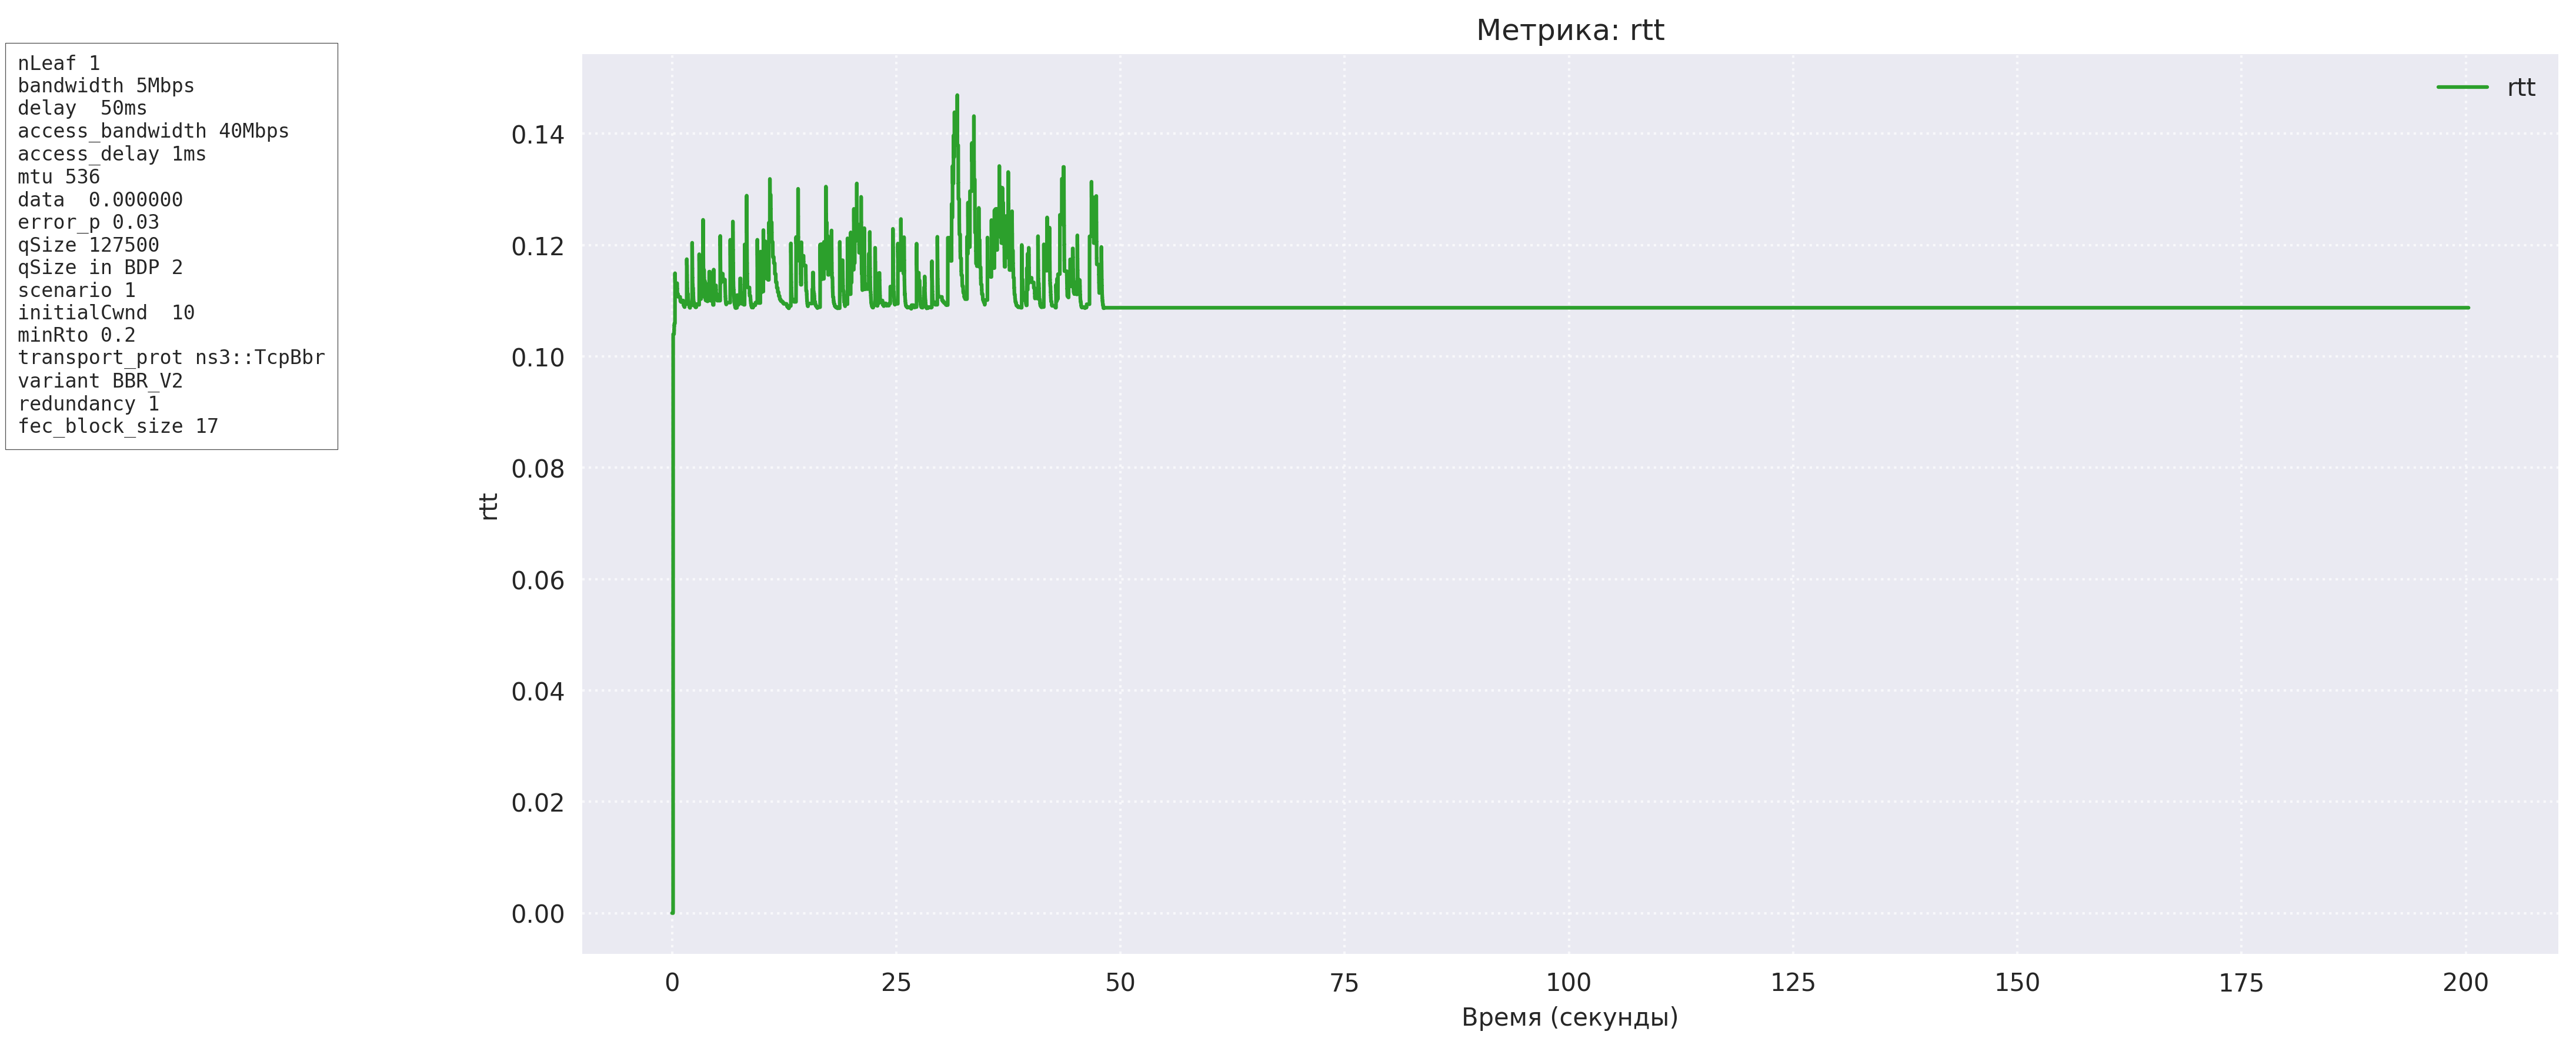 Метрика: rtt
nLeaf 1
bandwidth 5Mbps
delay  50ms
access_bandwidth 40Mbps
access_delay 1ms
mtu 536
data  0.000000
error_p 0.03
qSize 127500
qSize in BDP 2
scenario 1
initialCwnd  10
minRto 0.2
transport_prot ns3::TcpBbr
variant BBR_V2
redundancy 1
fec_block_size 17
rtt
0.14
0.12
0.10
0.08
0.06
0.04
0.02
0.00
rtt
0 25 50 75 100 125 150 175 200
Время (секунды)